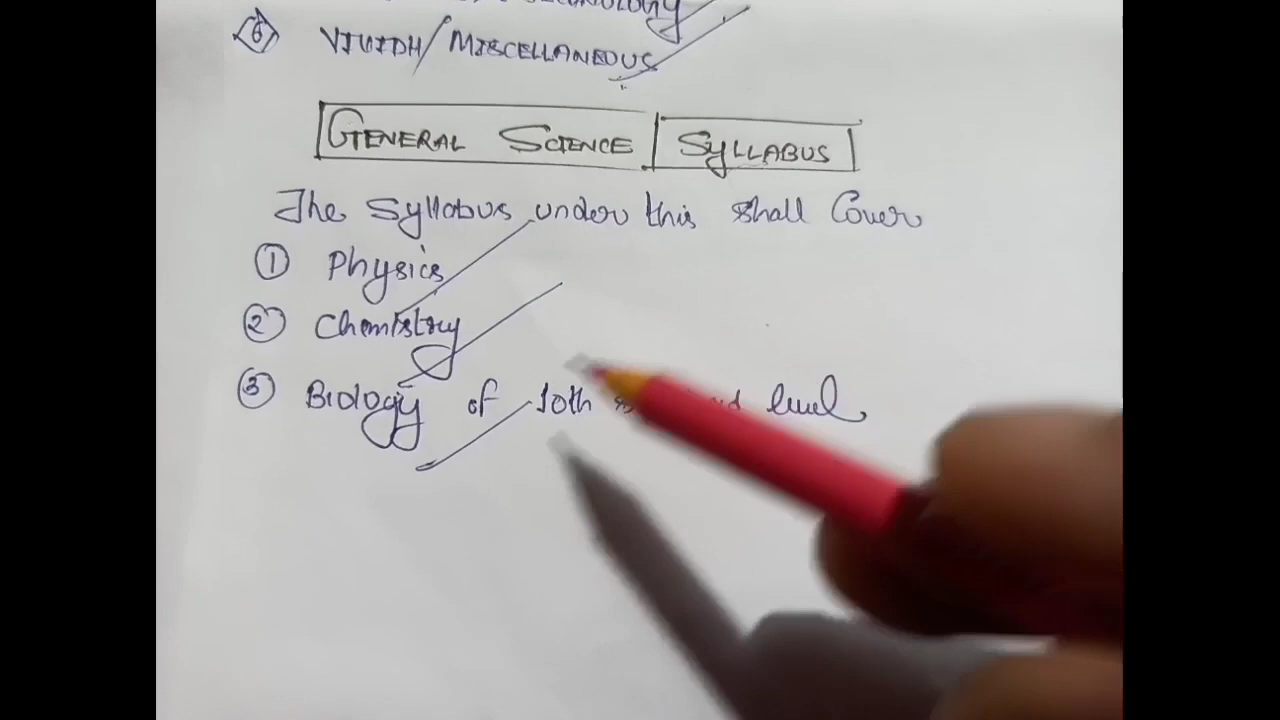 ⑥ VIVIDH/MISCELLANEOUS
GENERAL SCIENCE SYLLABUS
The Syllabus under this shall Cover
① Physics
② Chemistry
③ Biology of 10th level